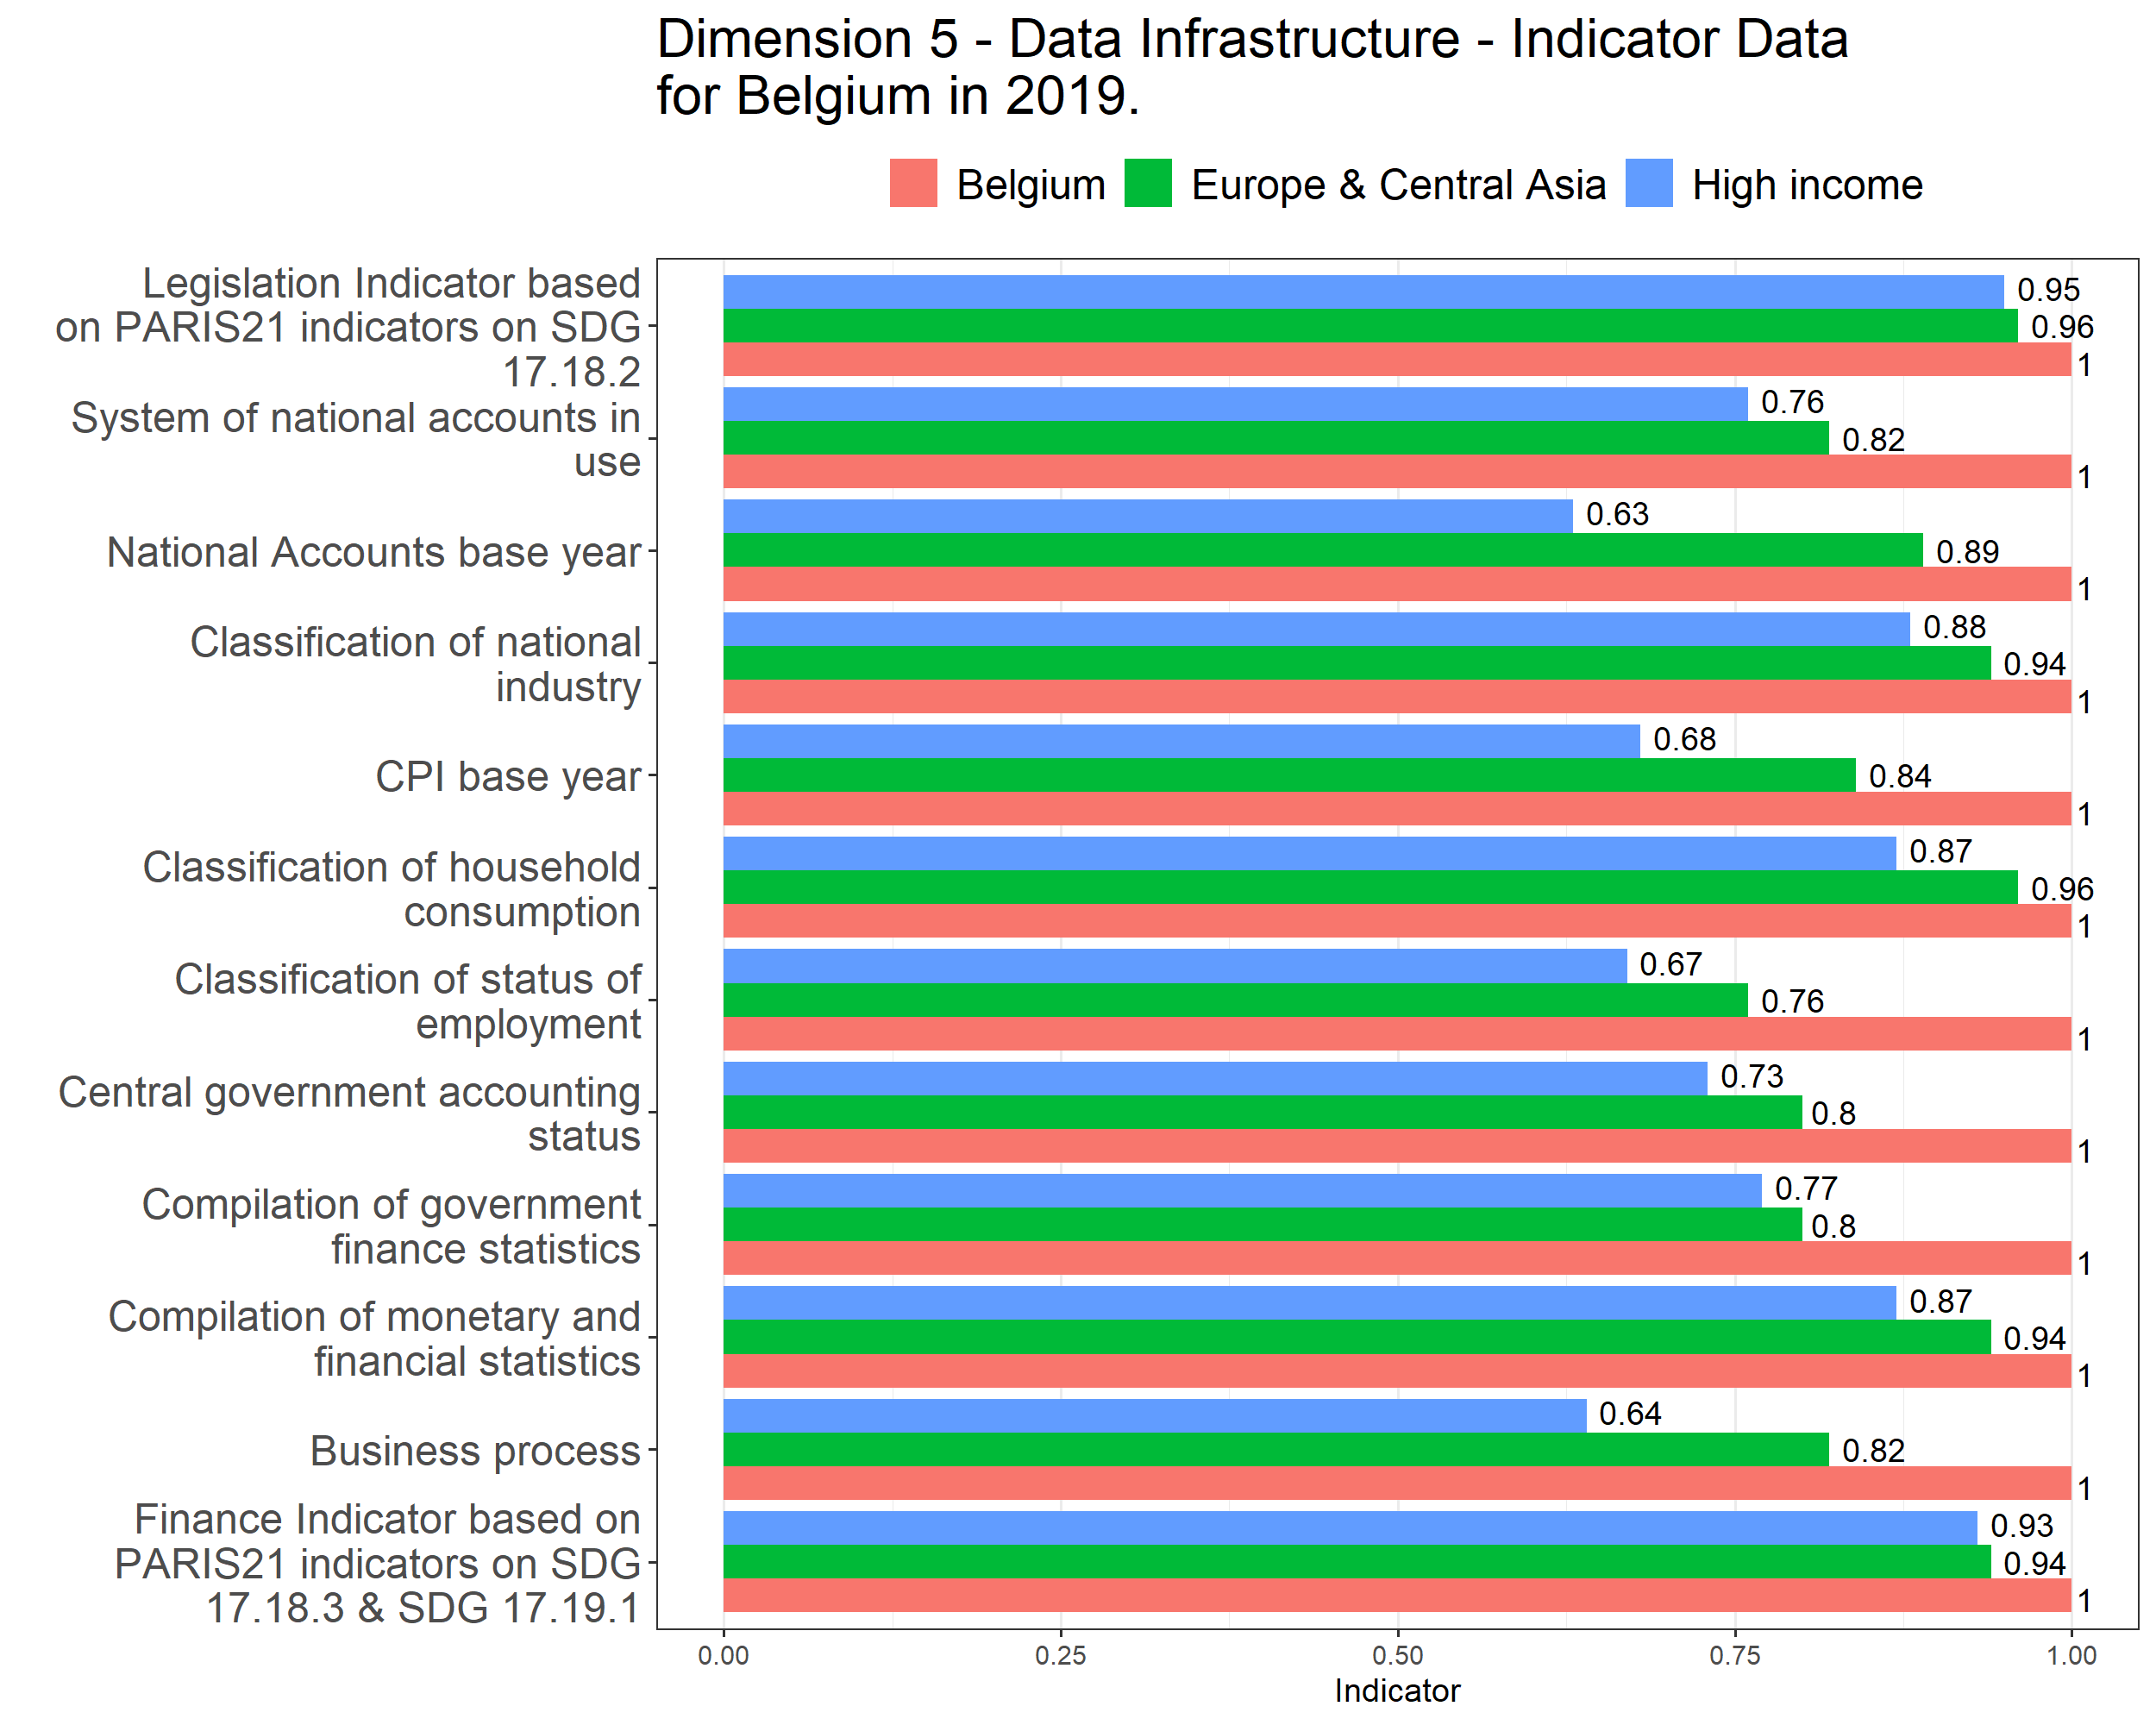 Dimension 5 - Data Infrastructure - Indicator Data
for Belgium in 2019.
Belgium
Europe & Central Asia
High income
Legislation Indicator based
on PARIS21 indicators on SDG
17.18.2
0.95
0.96
1
System of national accounts in
use
0.76
0.82
1
National Accounts base year
0.63
0.89
1
Classification of national
industry
0.88
0.94
1
CPI base year
0.68
0.84
1
Classification of household
consumption
0.87
0.96
1
Classification of status of
employment
0.67
0.76
1
Central government accounting
status
0.73
0.8
1
Compilation of government
finance statistics
0.77
0.8
1
Compilation of monetary and
financial statistics
0.87
0.94
1
Business process
0.64
0.82
1
Finance Indicator based on
PARIS21 indicators on SDG
17.18.3 & SDG 17.19.1
0.93
0.94
1
0.00
0.25
0.50
0.75
1.00
Indicator